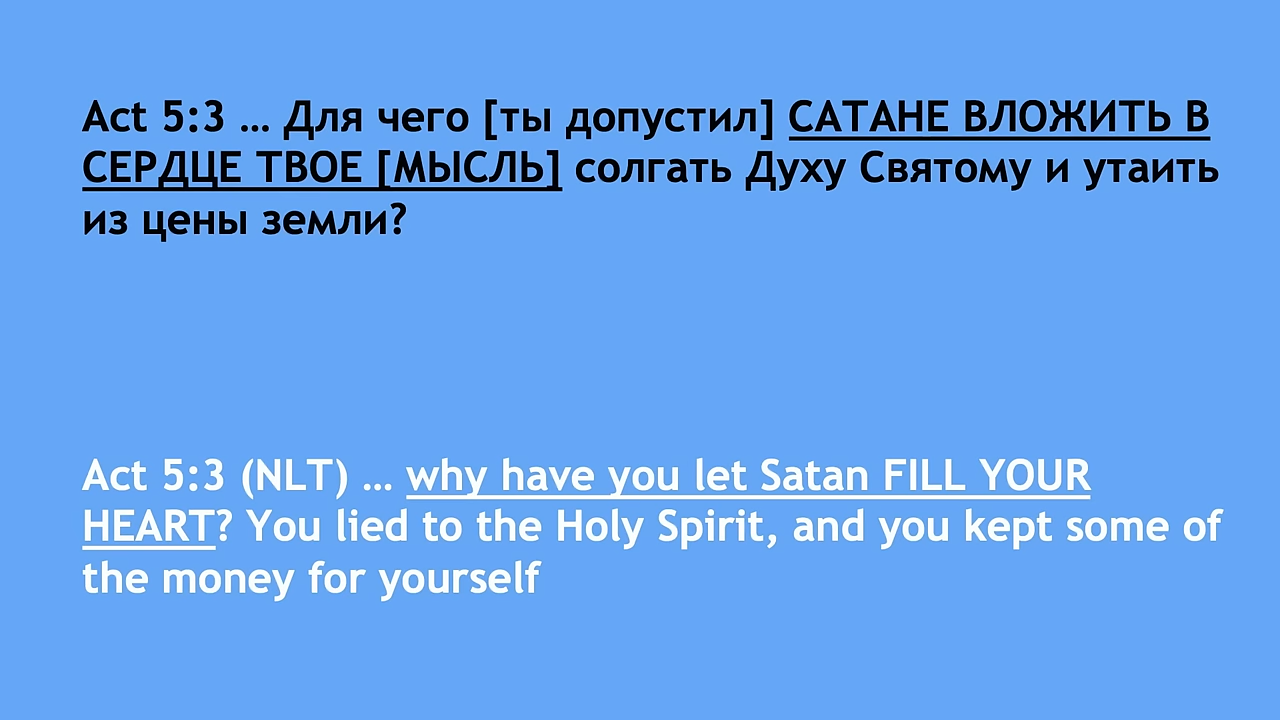 Act 5:3 … Для чего [ты допустил] САТАНЕ ВЛОЖИТЬ В
СЕРДЦЕ ТВОЕ [МЫСЛЬ] солгать Духу Святому и утаить
из цены земли?
Act 5:3 (NLT) … why have you let Satan FILL YOUR
HEART? You lied to the Holy Spirit, and you kept some of
the money for yourself